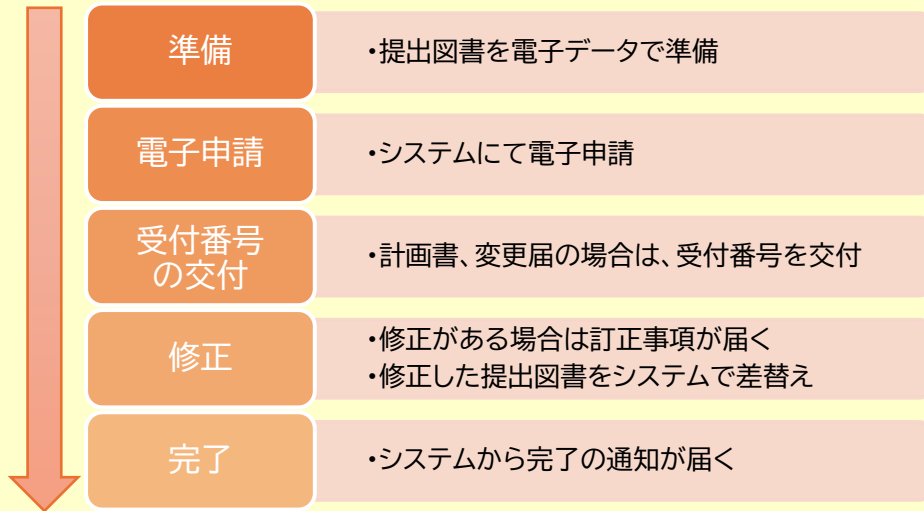 準備
・提出図書を電子データで準備
電子申請
・システムにて電子申請
受付番号
の交付
・計画書、変更届の場合は、受付番号を交付
修正
・修正がある場合は訂正事項が届く
・修正した提出図書をシステムで差替え
完了
・システムから完了の通知が届く